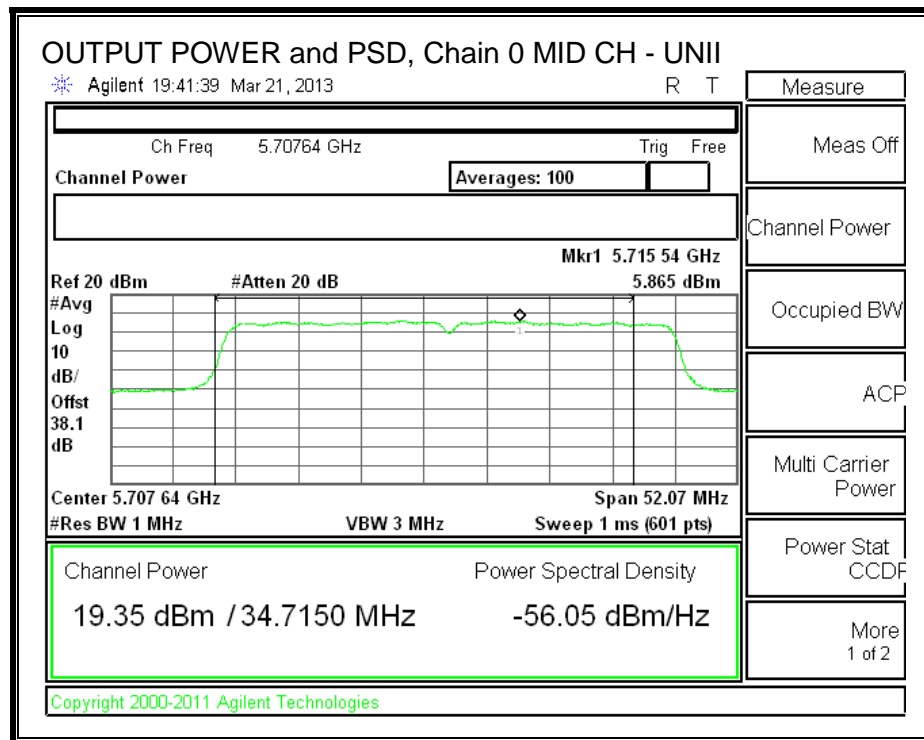 OUTPUT POWER and PSD, Chain 0 MID CH - UNII
Agilent 19:41:39 Mar 21, 2013 R T
Measure
Meas Off
Channel Power
Occupied BW
ACP
Multi Carrier
Power
Power Stat
CCDF
More
1 of 2
Ch Freq 5.70764 GHz Trig Free
Channel Power Averages: 100
Mkr1 5.715 54 GHz
Ref 20 dBm #Atten 20 dB 5.865 dBm
#Avg
Log
10
dB/
Offst
38.1
dB
1
Center 5.707 64 GHz Span 52.07 MHz
#Res BW 1 MHz VBW 3 MHz Sweep 1 ms (601 pts)
Channel Power Power Spectral Density
19.35 dBm / 34.7150 MHz -56.05 dBm/Hz
Copyright 2000-2011 Agilent Technologies